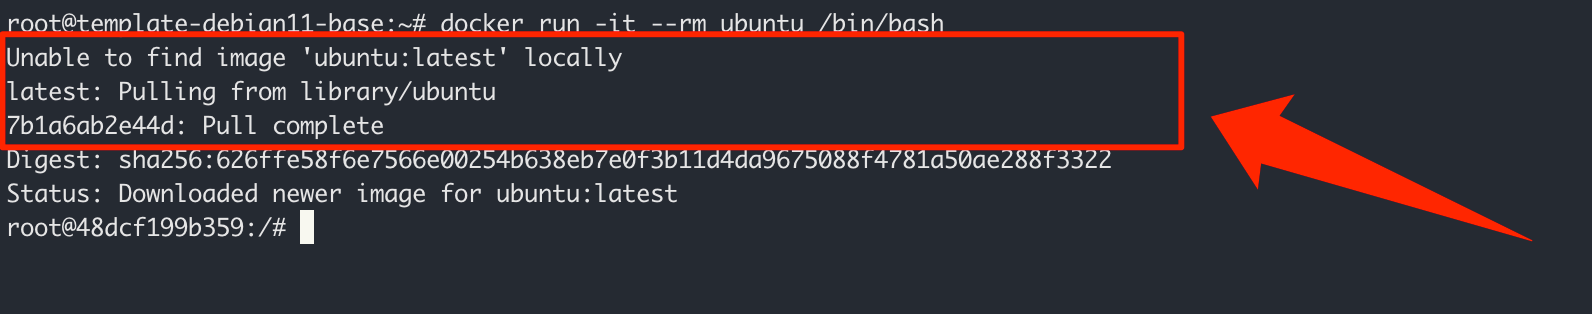 root@template-debian11-base:~# docker run -it --rm ubuntu /bin/bash
Unable to find image 'ubuntu:latest' locally
latest: Pulling from library/ubuntu
7b1a6ab2e44d: Pull complete
Digest: sha256:626ffe58f6e7566e00254b638eb7e0f3b11d4da9675088f4781a50ae288f3322
Status: Downloaded newer image for ubuntu:latest
root@48dcf199b359:/#